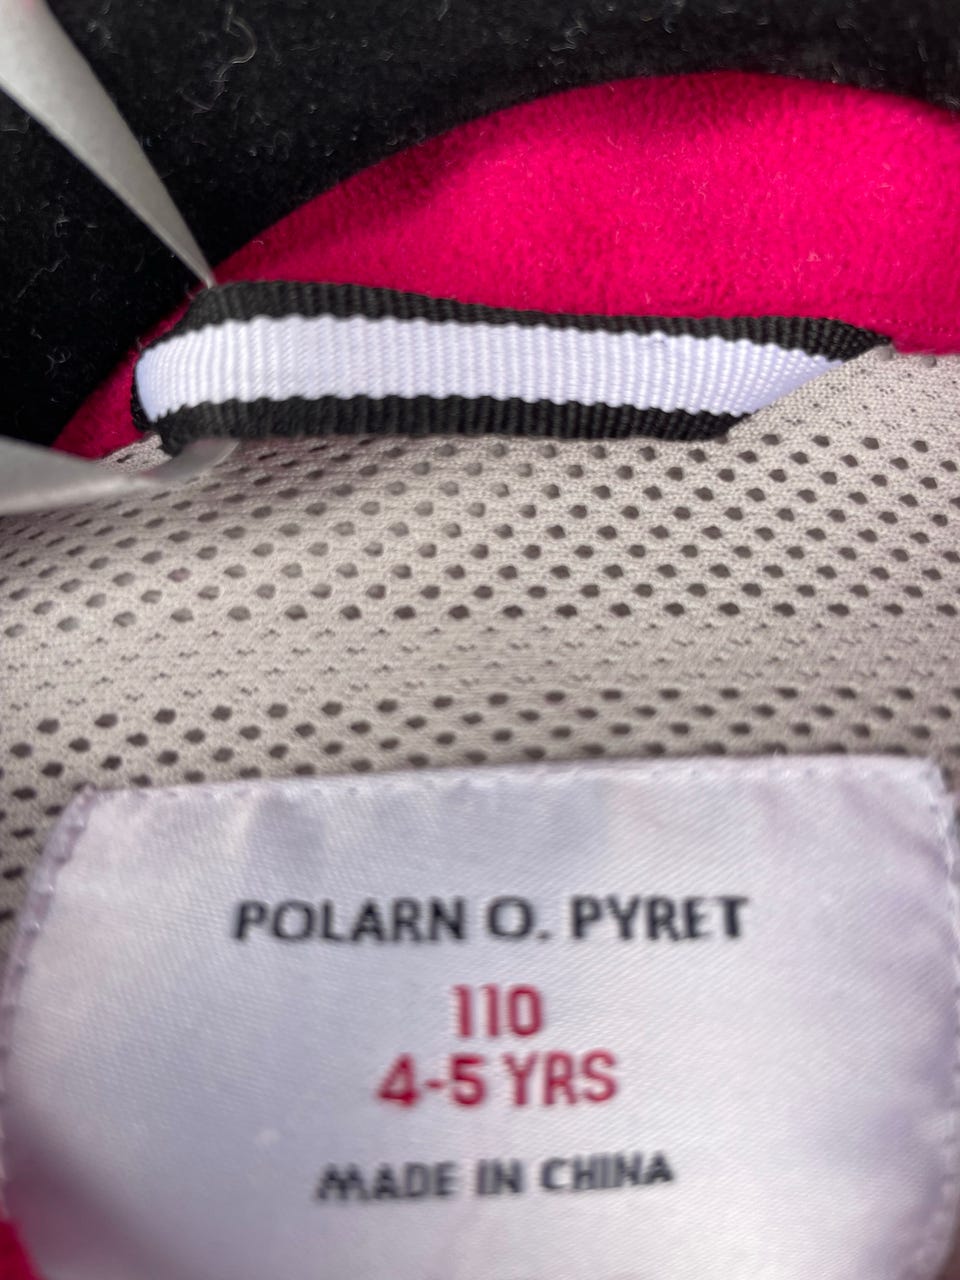 POLARN O. PYRET
110
4-5 YRS
MADE IN CHINA